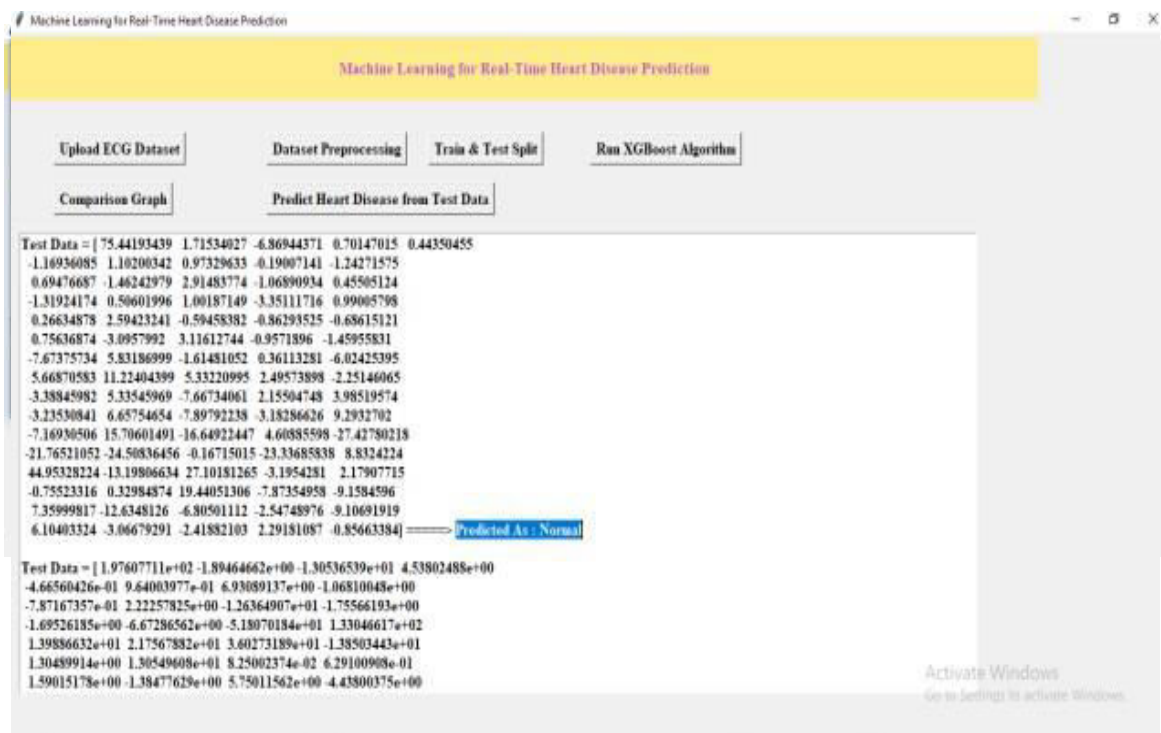 Machine Learning for Real-Time Heart Disease Prediction
Machine Learning for Real-Time Heart Disease Prediction
Upload ECG Dataset Dataset Preprocessing Train & Test Split Run XGBoost Algorithm
Comparison Graph Predict Heart Disease from Test Data
Test Data = [ 75.44193439 1.71534027 -6.86944371 0.70147015 0.44350455
-1.16936085 1.10200342 0.97329633 -0.19007141 -1.24271575
0.69476687 -1.46242979 2.91483774 -1.06890934 0.45505124
-1.31924174 0.50601996 1.00187149 -3.35111716 0.99005798
0.26634878 2.59423241 -0.59458382 -0.86293525 -0.68615121
0.75636874 -3.0957992 3.11612744 -0.9571896 -1.45955831
-7.67375734 5.83186999 -1.61481052 0.36113281 -6.02425395
5.66870583 11.22404399 5.33220995 2.49573898 -2.25146065
-3.38845982 5.33545969 -7.66734061 2.15504748 3.98519574
-3.23530841 6.65754654 -7.89792238 -3.18286626 9.2932702
-7.16930506 15.70601491 -16.64922447 4.60885598 -27.42780218
-21.76521052 -24.50836456 -0.16715015 -23.33685838 8.8324224
44.95328224 -13.19806634 27.10181265 -3.1954281 2.17907715
-0.75523316 0.32984874 19.44051306 -7.87354958 -9.1584596
7.35999817 -12.6348126 -6.80501112 -2.54748976 -9.10691919
6.10403324 -3.06679291 -2.41882103 2.29181087 -0.85663384] =====> Predicted As : Normal
Test Data = [ 1.97607711e+02 -1.89464662e+00 -1.30536539e+01 4.53802488e+00
-4.66560426e-01 9.64003977e-01 6.93089137e+00 -1.06810048e+00
-7.87167357e-01 2.22257825e+00 -1.26364907e+01 -1.75566193e+00
-1.69526185e+00 -6.67286562e+00 -5.18070184e+01 1.33046617e+02
1.39886632e+01 2.17567882e+01 3.60273189e+01 -1.38503443e+01
1.30489914e+00 1.30549608e+01 8.25002374e-02 6.29100908e-01
1.59015178e+00 -1.38477629e+00 5.75011562e+00 -4.43800375e+00
Activate Windows
Go to Settings to activate Windows.